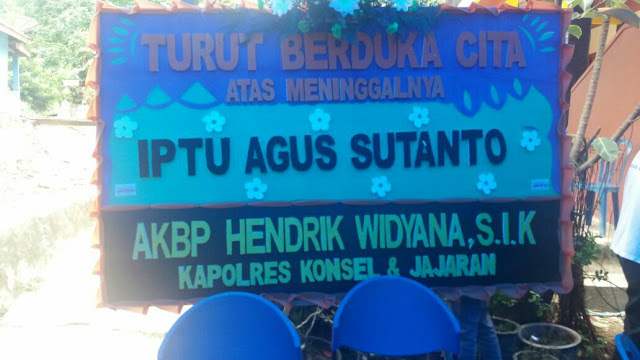 TURUT BERDUKA CITA
ATAS MENINGGALNYA
IPTU AGUS SUTANTO
AKBP HENDRIK WIDYANA, S.I.K
KAPOLRES KONSEL & JAJARAN